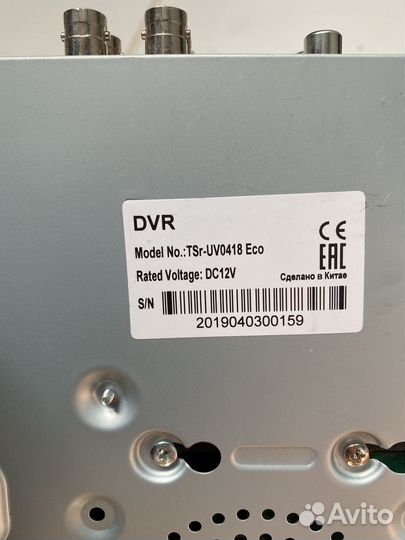 DVR
Model No.:TSr-UV0418 Eco
Rated Voltage: DC12V
CE
EAC
Сделано в Китае
S/N
2019040300159
Avito